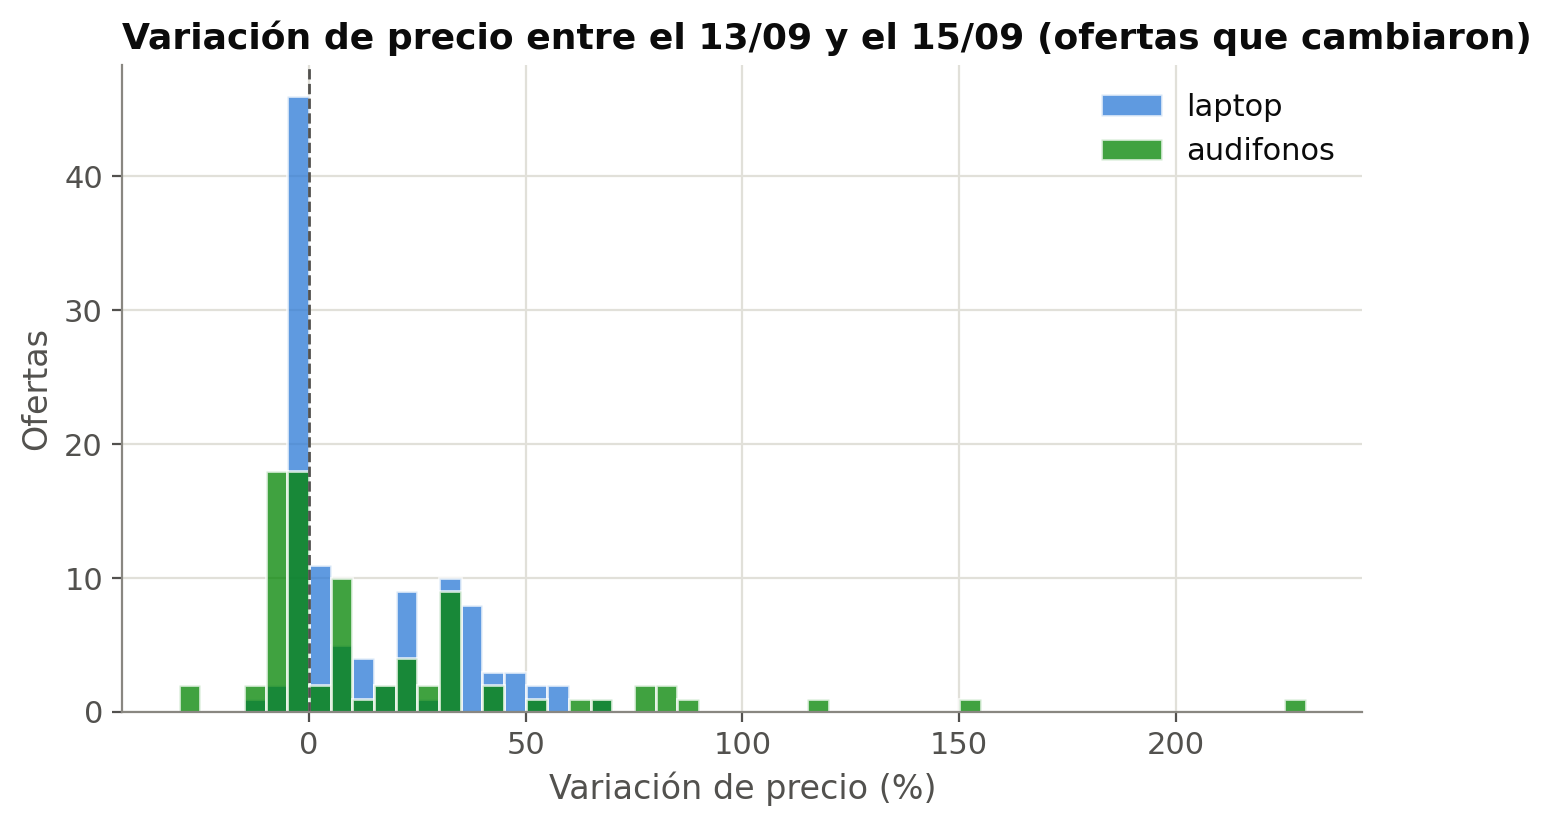 Variación de precio entre el 13/09 y el 15/09 (ofertas que cambiaron)
laptop
audifonos
40
30
20
10
0
Ofertas
0 50 100 150 200
Variación de precio (%)